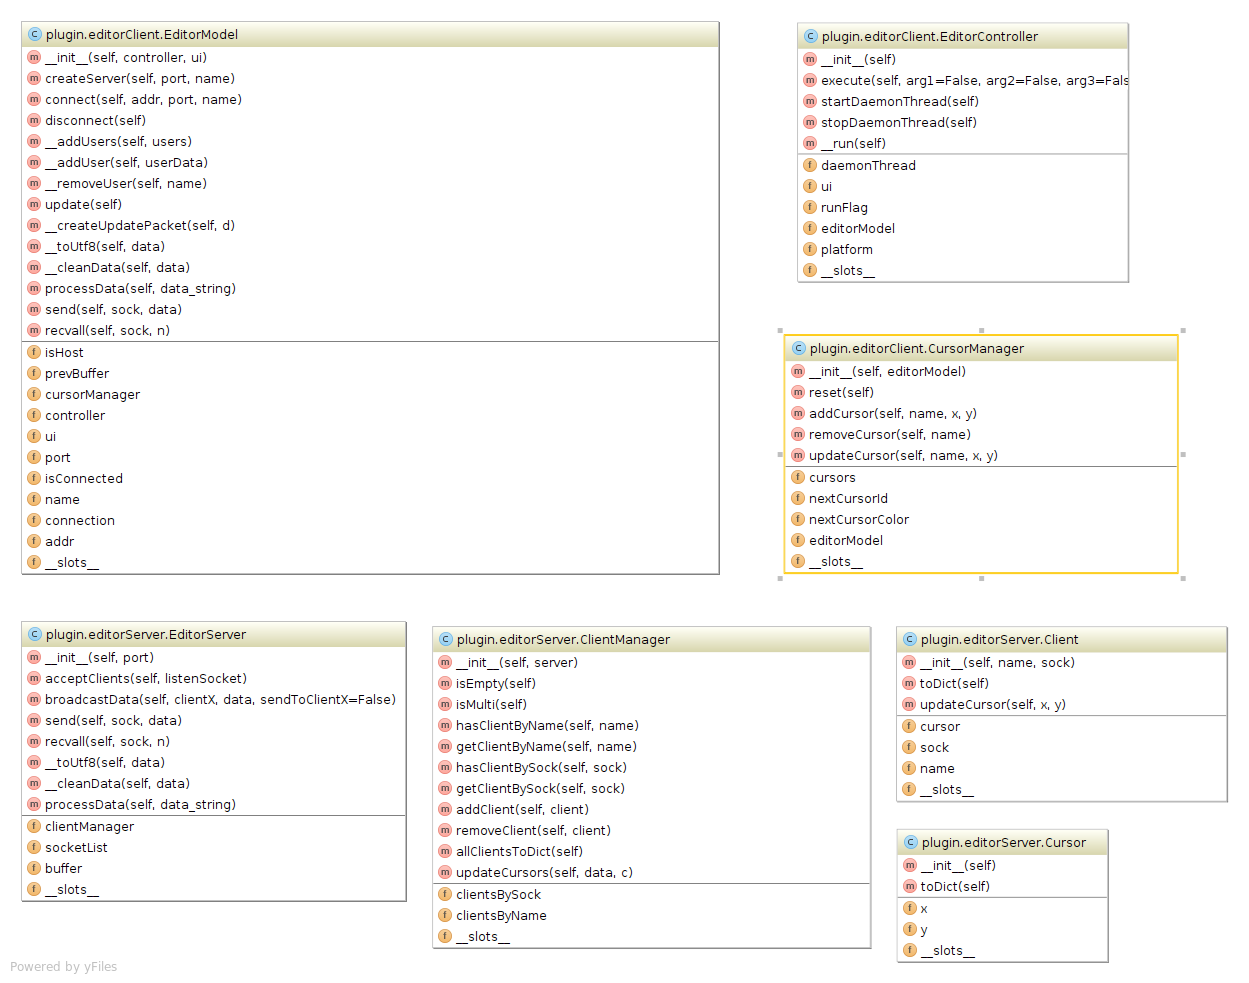 plugin.editorClient.EditorModel
__init__(self, controller, ui)
createServer(self, port, name)
connect(self, addr, port, name)
disconnect(self)
__addUsers(self, users)
__addUser(self, userData)
__removeUser(self, name)
update(self)
__createUpdatePacket(self, d)
__toUtf8(self, data)
__cleanData(self, data)
processData(self, data_string)
send(self, sock, data)
recvall(self, sock, n)
isHost
prevBuffer
cursorManager
controller
ui
port
isConnected
name
connection
addr
__slots__
plugin.editorClient.EditorController
__init__(self)
execute(self, arg1=False, arg2=False, arg3=Fals
startDaemonThread(self)
stopDaemonThread(self)
__run(self)
daemonThread
ui
runFlag
editorModel
platform
__slots__
plugin.editorClient.CursorManager
__init__(self, editorModel)
reset(self)
addCursor(self, name, x, y)
removeCursor(self, name)
updateCursor(self, name, x, y)
cursors
nextCursorId
nextCursorColor
editorModel
__slots__
plugin.editorServer.EditorServer
__init__(self, port)
acceptClients(self, listenSocket)
broadcastData(self, clientX, data, sendToClientX=False)
send(self, sock, data)
recvall(self, sock, n)
__toUtf8(self, data)
__cleanData(self, data)
processData(self, data_string)
clientManager
socketList
buffer
__slots__
plugin.editorServer.ClientManager
__init__(self, server)
isEmpty(self)
isMulti(self)
hasClientByName(self, name)
getClientByName(self, name)
hasClientBySock(self, sock)
getClientBySock(self, sock)
addClient(self, client)
removeClient(self, client)
allClientsToDict(self)
updateCursors(self, data, c)
clientsBySock
clientsByName
__slots__
plugin.editorServer.Client
__init__(self, name, sock)
toDict(self)
updateCursor(self, x, y)
cursor
sock
name
__slots__
plugin.editorServer.Cursor
__init__(self)
toDict(self)
x
y
__slots__
Powered by yFiles